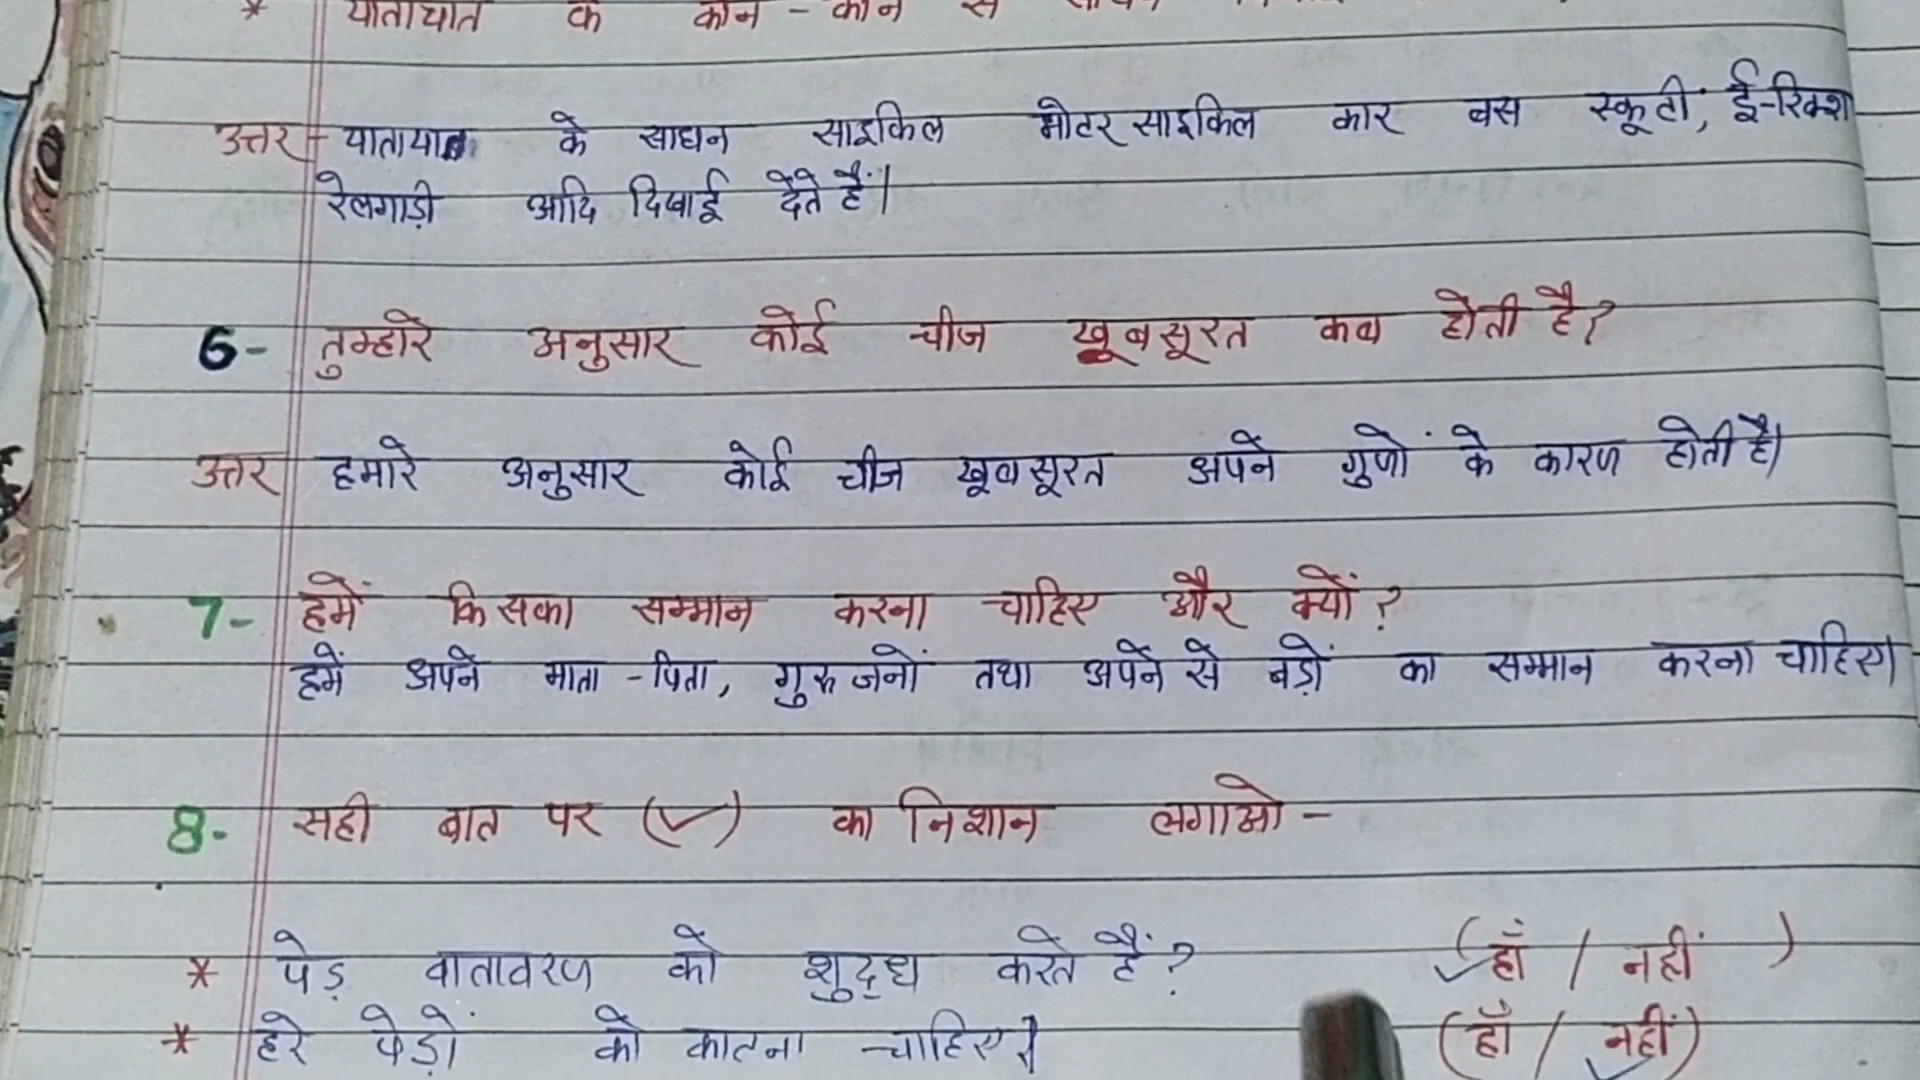 * यातायात के कौन - कौन से
उत्तर - यातायात के साधन साइकिल मोटर साइकिल कार बस स्कूटी, ई-रिक्शा
रेलगाड़ी आदि दिखाई देते हैं।
6- तुम्हारे अनुसार कोई चीज खूबसूरत कब होती है?
उत्तर हमारे अनुसार कोई चीज खूबसूरत अपने गुणों के कारण होती है।
7- हमें किसका सम्मान करना चाहिए और क्यों?
हमें अपने माता - पिता, गुरुजनों तथा अपने से बड़ों का सम्मान करना चाहिए।
8- सही बात पर (✓) का निशान लगाओ -
* पेड़ वातावरण को शुद्ध करते हैं? (✓हाँ / नहीं )
* हरे पेड़ों को काटना चाहिए। (हाँ / नहीं✓)